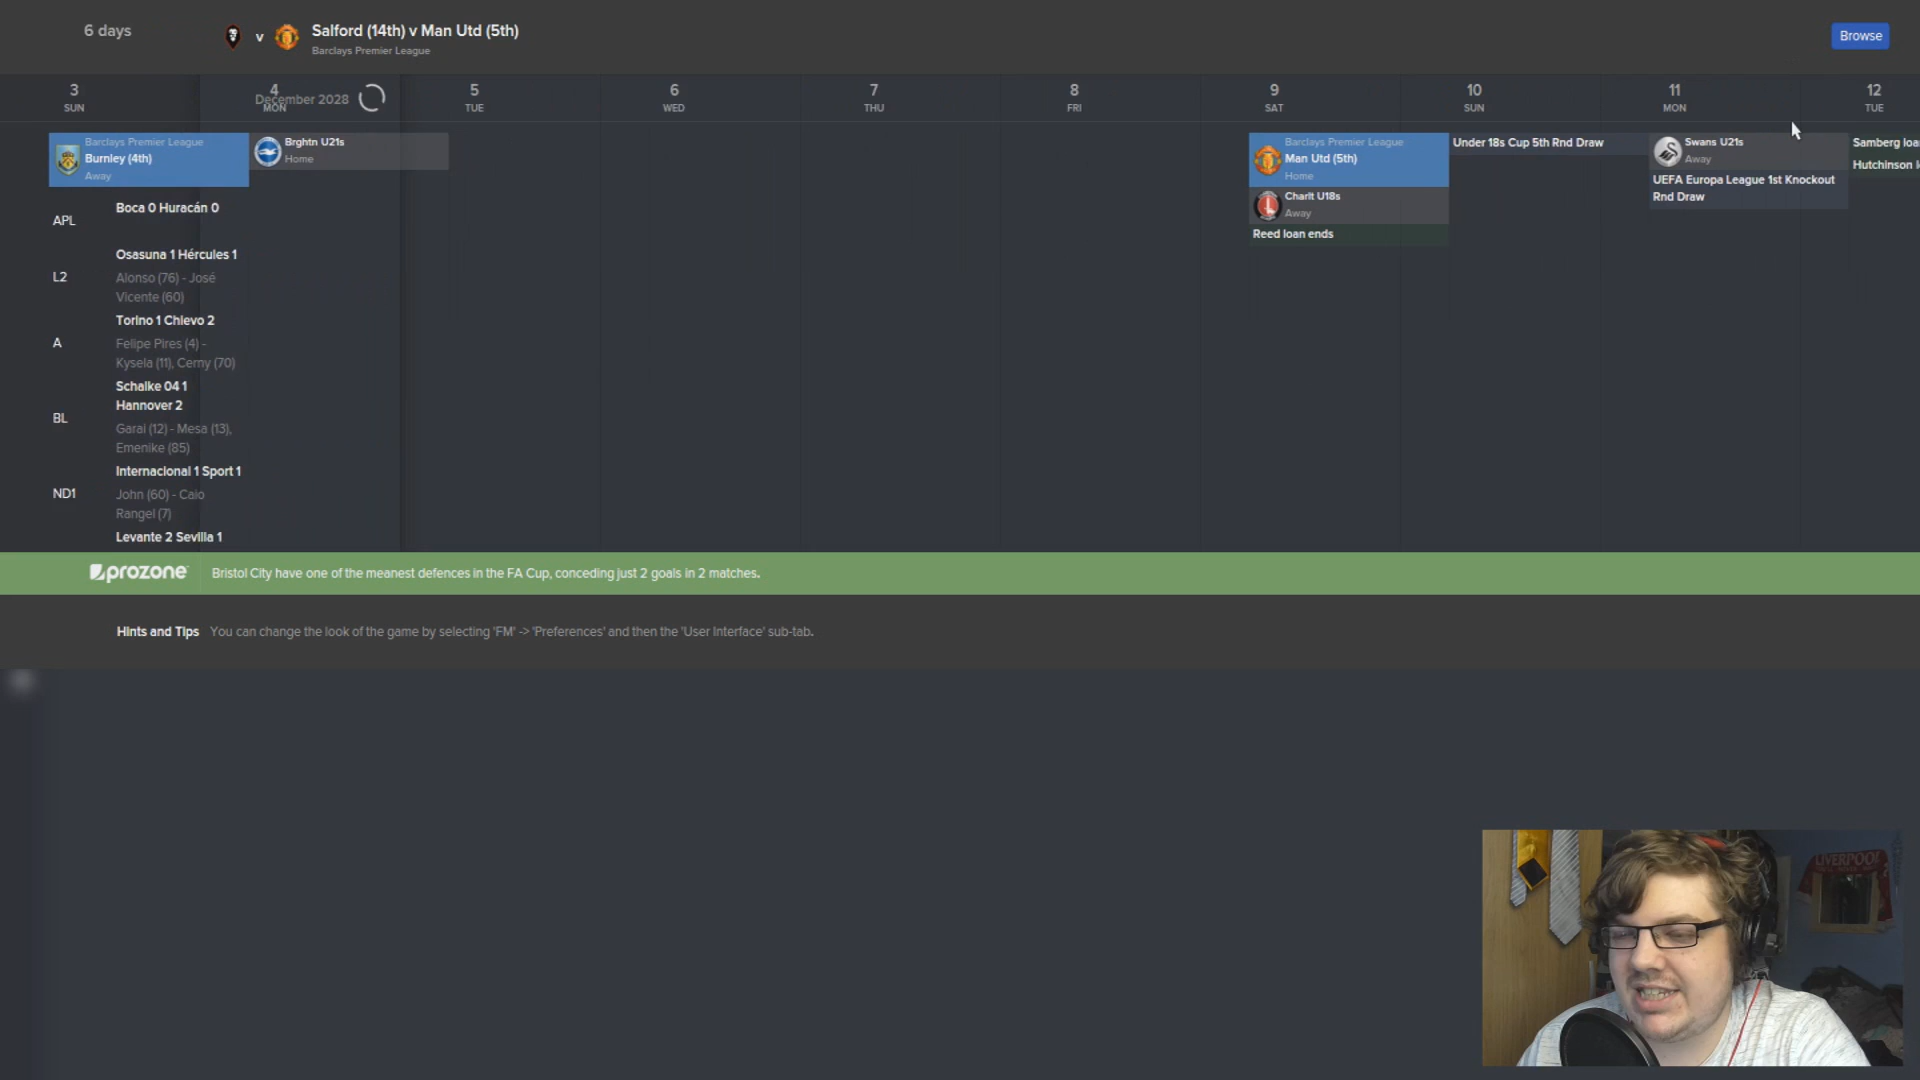 6 days
v
Salford (14th) v Man Utd (5th)
Barclays Premier League
Browse
3
SUN
4
MON
December 2028
5
TUE
6
WED
7
THU
8
FRI
9
SAT
10
SUN
11
MON
12
TUE
Barclays Premier League
Burnley (4th)
Away
Brghtn U21s
Home
Barclays Premier League
Man Utd (5th)
Home
Charlt U18s
Away
Reed loan ends
Under 18s Cup 5th Rnd Draw
Swans U21s
Away
UEFA Europa League 1st Knockout
Rnd Draw
Samberg loa
Hutchinson l
APL
Boca 0 Huracán 0
L2
Osasuna 1 Hércules 1
Alonso (76) - José
Vicente (60)
A
Torino 1 Chievo 2
Felipe Pires (4) -
Kysela (11), Cerny (70)
BL
Schalke 04 1
Hannover 2
Garai (12) - Mesa (13),
Emenike (85)
ND1
Internacional 1 Sport 1
John (60) - Caio
Rangel (7)
Levante 2 Sevilla 1
prozone
Bristol City have one of the meanest defences in the FA Cup, conceding just 2 goals in 2 matches.
Hints and Tips
You can change the look of the game by selecting 'FM' -> 'Preferences' and then the 'User Interface' sub-tab.
LIVERPOOL